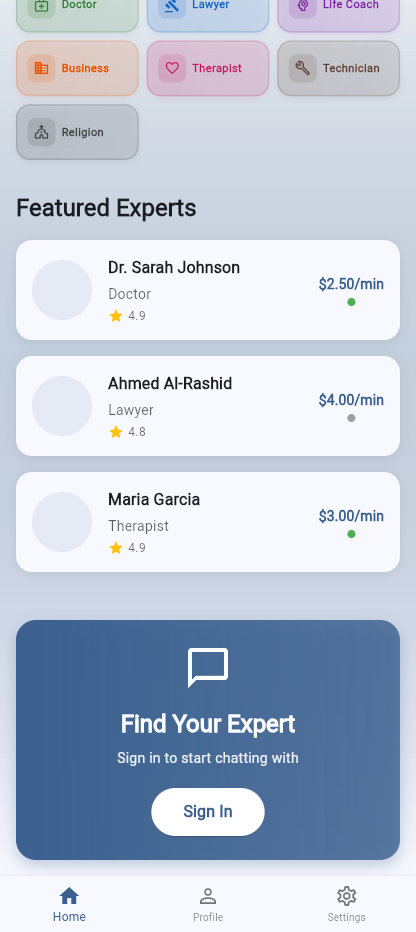 Doctor
Lawyer
Life Coach
Business
Therapist
Technician
Religion
Featured Experts
Dr. Sarah Johnson
Doctor
4.9
$2.50/min
Ahmed Al-Rashid
Lawyer
4.8
$4.00/min
Maria Garcia
Therapist
4.9
$3.00/min
Find Your Expert
Sign in to start chatting with
Sign In
Home
Profile
Settings